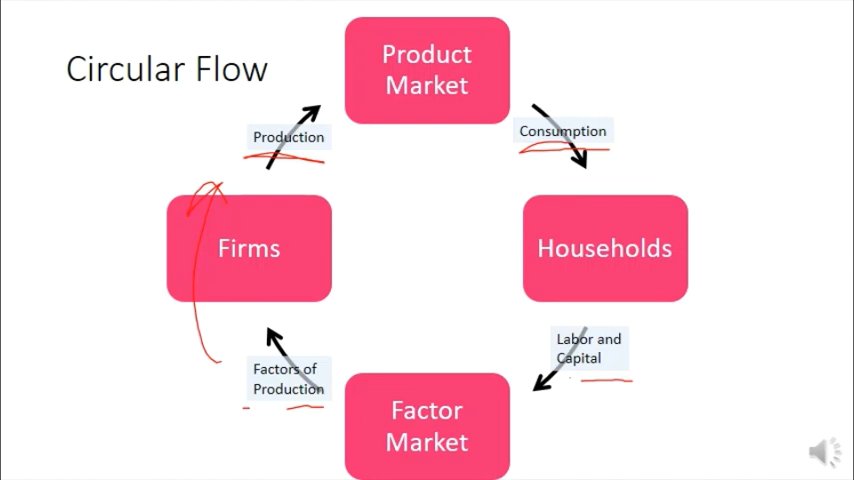 Circular Flow
Product
Market
Production
Consumption
Firms
Households
Factors of
Production
Labor and
Capital
Factor
Market